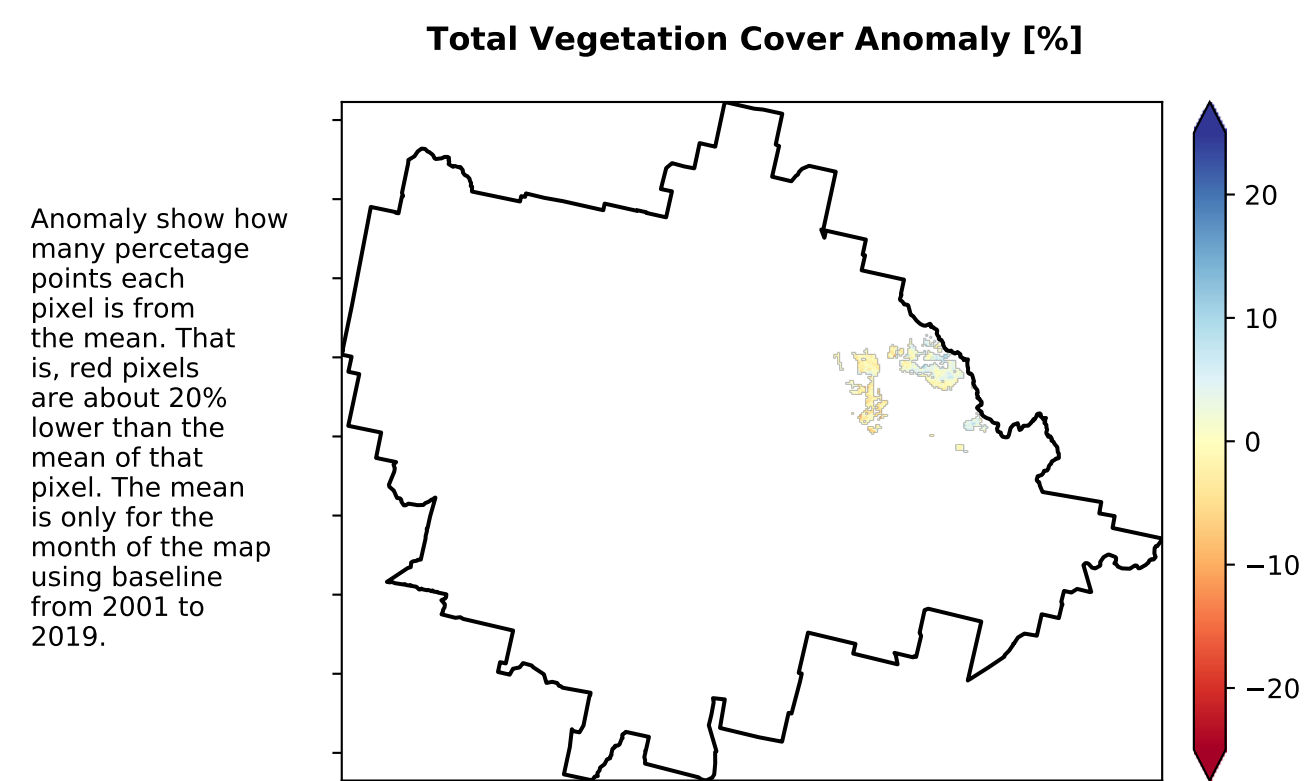 Total Vegetation Cover Anomaly [%]
Anomaly show how
many percetage
points each
pixel is from
the mean. That
is, red pixels
are about 20%
lower than the
mean of that
pixel. The mean
is only for the
month of the map
using baseline
from 2001 to
2019.
20
10
0
−10
−20